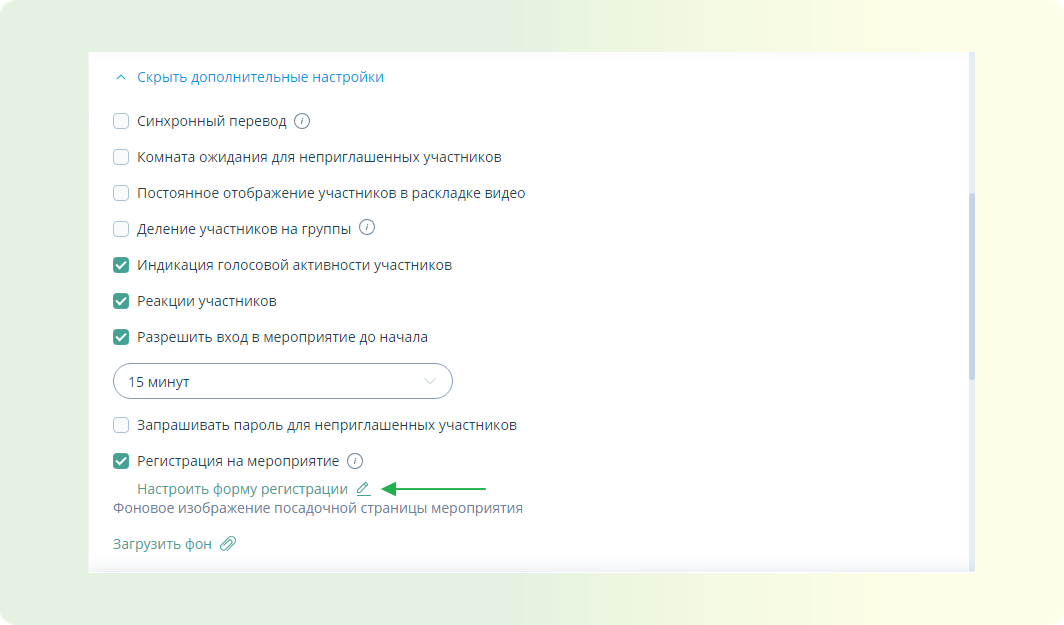 Скрыть дополнительные настройки
Синхронный перевод
Комната ожидания для неприглашенных участников
Постоянное отображение участников в раскладке видео
Деление участников на группы
Индикация голосовой активности участников
Реакции участников
Разрешить вход в мероприятие до начала
15 минут
Запрашивать пароль для неприглашенных участников
Регистрация на мероприятие
Настроить форму регистрации
Фоновое изображение посадочной страницы мероприятия
Загрузить фон